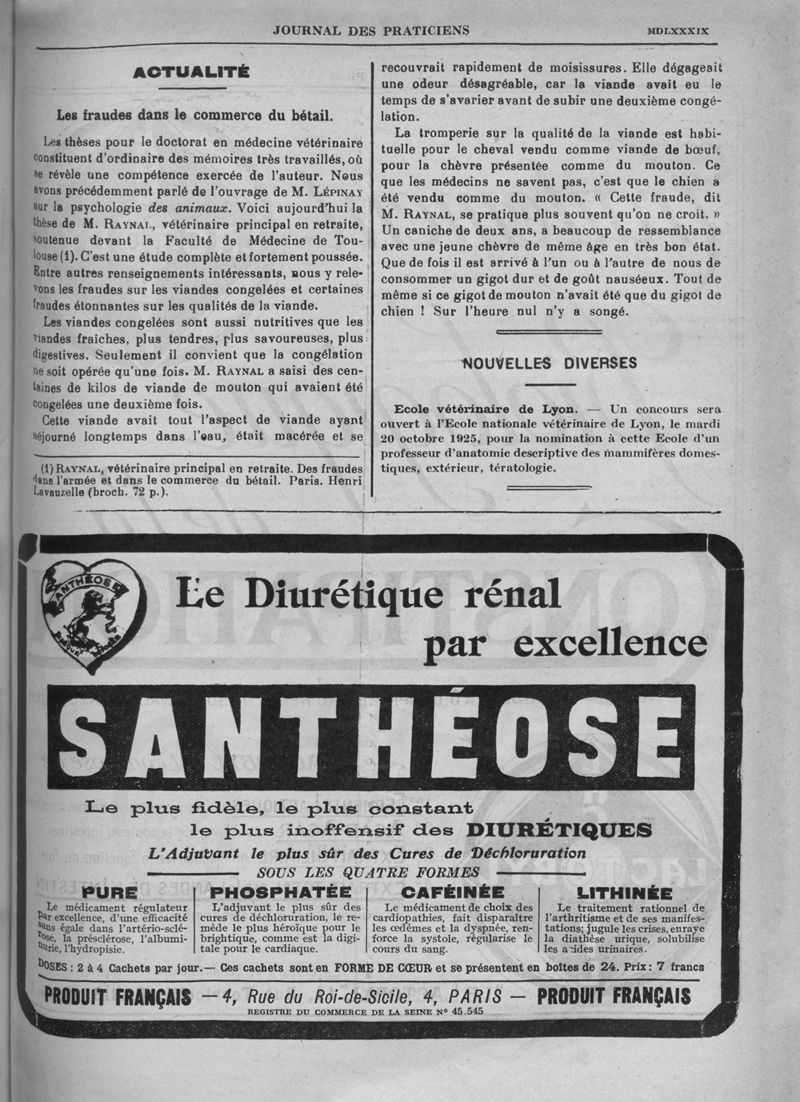 JOURNAL DES PRATICIENS
MDLXXXIX
ACTUALITÉ
Les fraudes dans le commerce du bétail.
Les thèses pour le doctorat en médecine vétérinaire
constituent d'ordinaire des mémoires très travaillés, où
se révèle une compétence exercée de l'auteur. Nous
avons précédemment parlé de l'ouvrage de M. LÉPINAY
sur la psychologie des animaux. Voici aujourd'hui la
thèse de M. RAYNAL, vétérinaire principal en retraite,
soutenue devant la Faculté de Médecine de Tou-
louse (1). C'est une étude complète et fortement poussée.
Entre autres renseignements intéressants, nous y rele-
vons les fraudes sur les viandes congelées et certaines
fraudes étonnantes sur les qualités de la viande.
Les viandes congelées sont aussi nutritives que les
viandes fraîches, plus tendres, plus savoureuses, plus
digestives. Seulement il convient que la congélation
ne soit opérée qu'une fois. M. RAYNAL a saisi des cen-
taines de kilos de viande de mouton qui avaient été
congelées une deuxième fois.
Cette viande avait tout l'aspect de viande ayant
séjourné longtemps dans l'eau, était macérée et se
(1) RAYNAL, vétérinaire principal en retraite. Des fraudes
dans l'armée et dans le commerce du bétail. Paris. Henri
Lavauzelle (broch. 72 p.).
recouvrait rapidement de moisissures. Elle dégageait
une odeur désagréable, car la viande avait eu le
temps de s'avarier avant de subir une deuxième congé-
lation.
La tromperie sur la qualité de la viande est habi-
tuelle pour le cheval vendu comme viande de bœuf,
pour la chèvre présentée comme du mouton. Ce
que les médecins ne savent pas, c'est que le chien a
été vendu comme du mouton. « Cette fraude, dit
M. RAYNAL, se pratique plus souvent qu'on ne croit. »
Un caniche de deux ans, a beaucoup de ressemblance
avec une jeune chèvre de même âge en très bon état.
Que de fois il est arrivé à l'un ou à l'autre de nous de
consommer un gigot dur et de goût nauséeux. Tout de
même si ce gigot de mouton n'avait été que du gigot de
chien ! Sur l'heure nul n'y a songé.
NOUVELLES DIVERSES
Ecole vétérinaire de Lyon. — Un concours sera
ouvert à l'Ecole nationale vétérinaire de Lyon, le mardi
20 octobre 1925, pour la nomination à cette Ecole d'un
professeur d'anatomie descriptive des mammifères domes-
tiques, extérieur, tératologie.
SANTHÉOSE
Le Diurétique rénal
par excellence
SANTHÉOSE
Le plus fidèle, le plus constant
le plus inoffensif des DIURÉTIQUES
L'Adjuvant le plus sûr des Cures de Déchloruration
SOUS LES QUATRE FORMES
PURE
Le médicament régulateur
par excellence, d'une efficacité
sans égale dans l'artério-sclé-
rose, la présclérose, l'albumi-
nurie, l'hydropisie.
PHOSPHATÉE
L'adjuvant le plus sûr des
cures de déchloruration, le re-
mède le plus héroïque pour le
brightique, comme est la digi-
tale pour le cardiaque.
CAFÉINÉE
Le médicament de choix des
cardiopathies, fait disparaître
les œdèmes et la dyspnée, ren-
force la systole, régularise le
cours du sang.
LITHINÉE
Le traitement rationnel de
l'arthritisme et de ses manifes-
tations; jugule les crises, enraye
la diathèse urique, solubilise
les acides urinaires.
DOSES : 2 à 4 Cachets par jour. — Ces cachets sont en FORME DE CŒUR et se présentent en boîtes de 24. Prix : 7 francs
PRODUIT FRANÇAIS — 4, Rue du Roi-de-Sicile, 4, PARIS — PRODUIT FRANÇAIS
REGISTRE DU COMMERCE DE LA SEINE N° 45.545